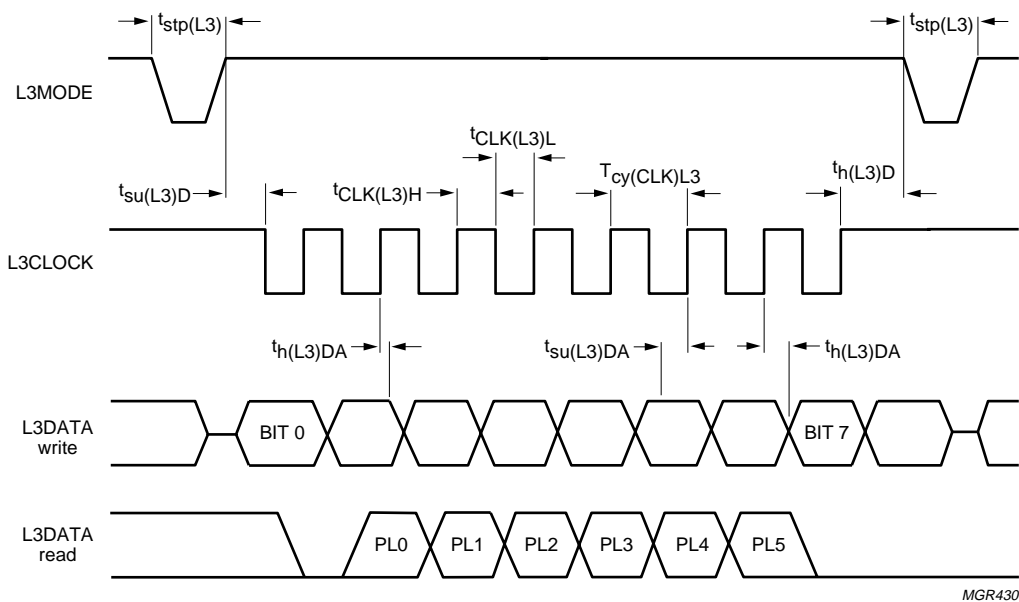 tstp(L3) tstp(L3)
L3MODE
tCLK(L3)L
tsu(L3)D tCLK(L3)H Tcy(CLK)L3 th(L3)D
L3CLOCK
th(L3)DA tsu(L3)DA th(L3)DA
L3DATA
write
BIT 0 BIT 7
L3DATA
read
PL0 PL1 PL2 PL3 PL4 PL5
MGR430